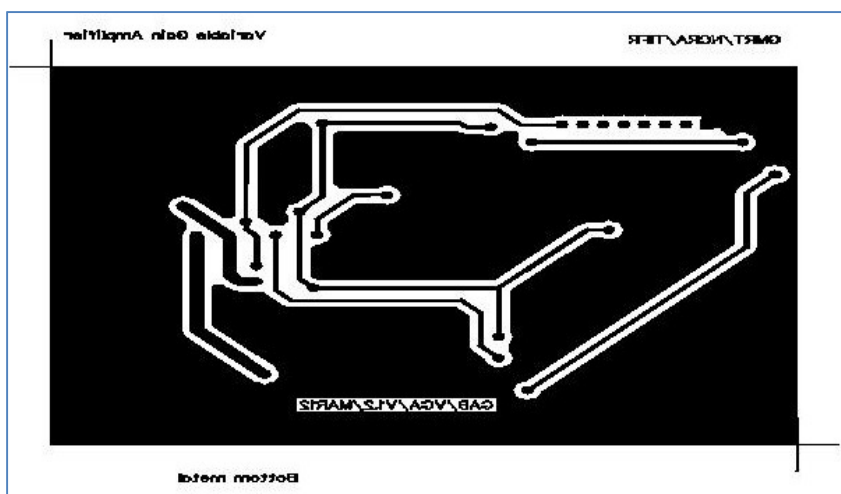 Variable Gain Amplifier
GMRT/NCRA/TIFR
GAB/VGA/V1.2/MAR12
Bottom metal